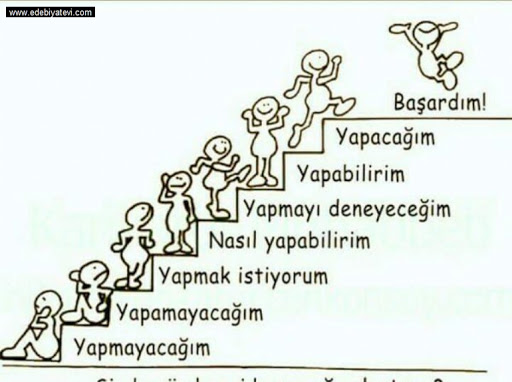 www.edebiyatevi.com
Başardım!
Yapacağım
Yapabilirim
Yapmayı deneyeceğim
Nasıl yapabilirim
Yapmak istiyorum
Yapamayacağım
Yapmayacağım